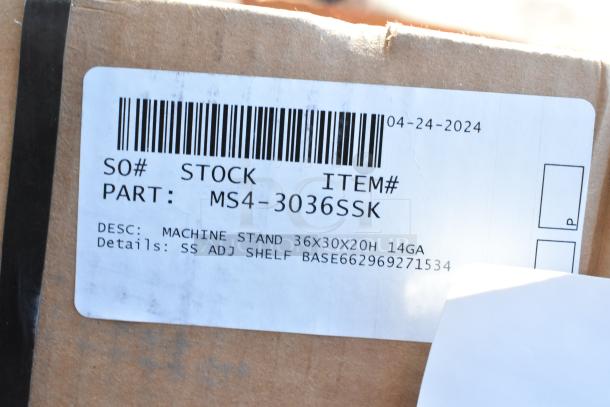 04-24-2024
SO# STOCK ITEM#
PART: MS4-3036SSK
DESC: MACHINE STAND 36X30X20H 14GA
Details: SS ADJ SHELF BASE662969271534
P